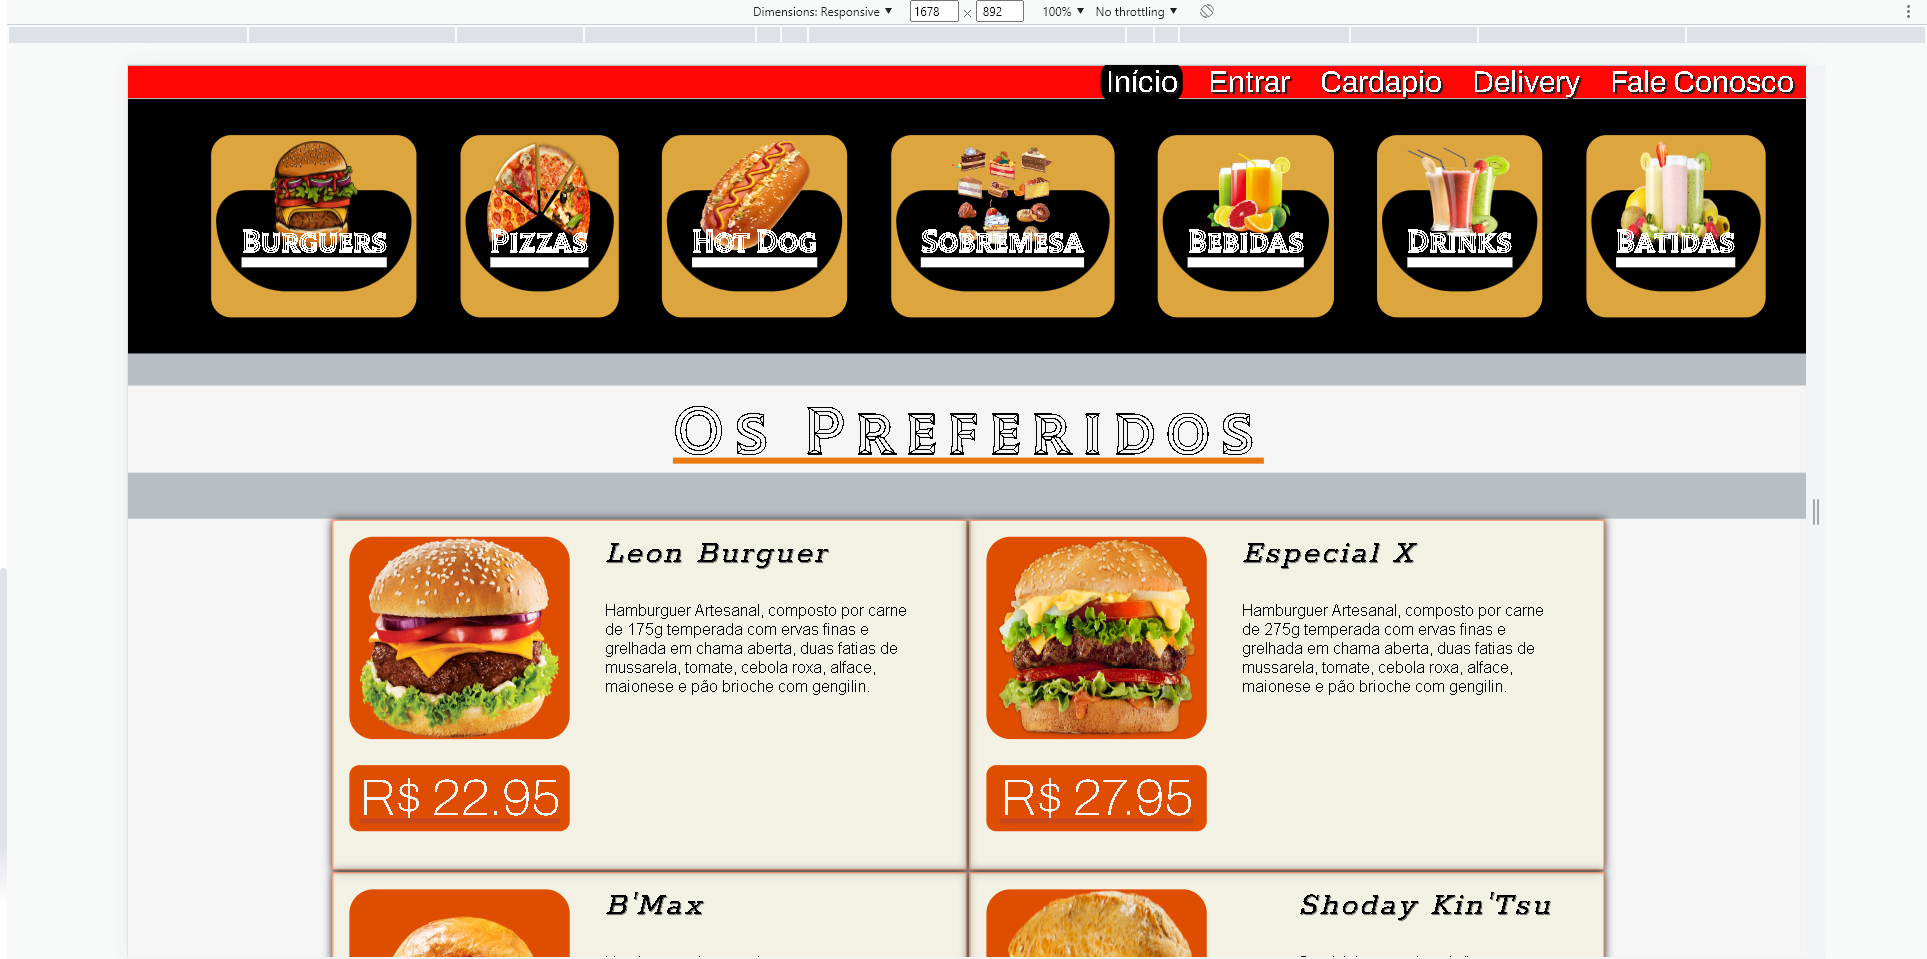 Dimensions: Responsive ▼ 1678 × 892 100% ▼ No throttling ▼
Início Entrar Cardapio Delivery Fale Conosco
Burguers Pizzas Hot Dog Sobremesa Bebidas Drinks Batidas
Os Preferidos
Leon Burguer
Hamburguer Artesanal, composto por carne
de 175g temperada com ervas finas e
grelhada em chama aberta, duas fatias de
mussarela, tomate, cebola roxa, alface,
maionese e pão brioche com gengilin.
R$ 22.95
Especial X
Hamburguer Artesanal, composto por carne
de 275g temperada com ervas finas e
grelhada em chama aberta, duas fatias de
mussarela, tomate, cebola roxa, alface,
maionese e pão brioche com gengilin.
R$ 27.95
B'Max
Shoday Kin'Tsu